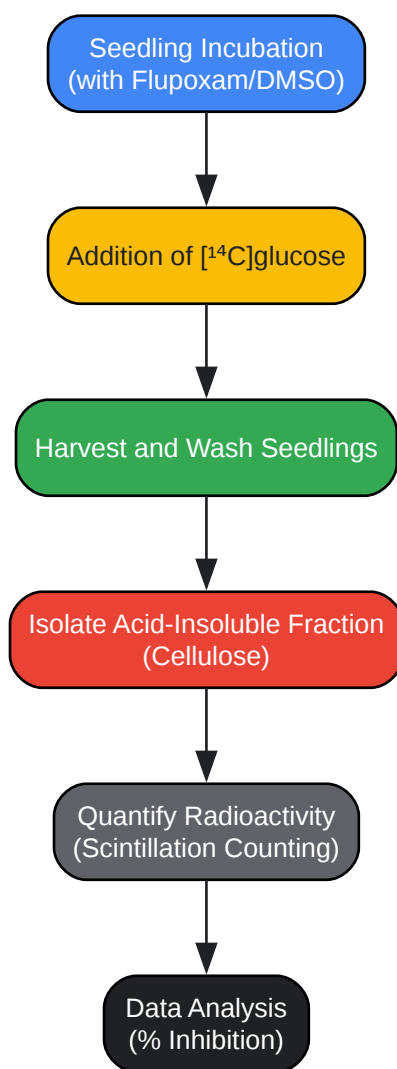 Seedling Incubation
(with Flupoxam/DMSO)
Addition of [¹⁴C]glucose
Harvest and Wash Seedlings
Isolate Acid-Insoluble Fraction
(Cellulose)
Quantify Radioactivity
(Scintillation Counting)
Data Analysis
(% Inhibition)